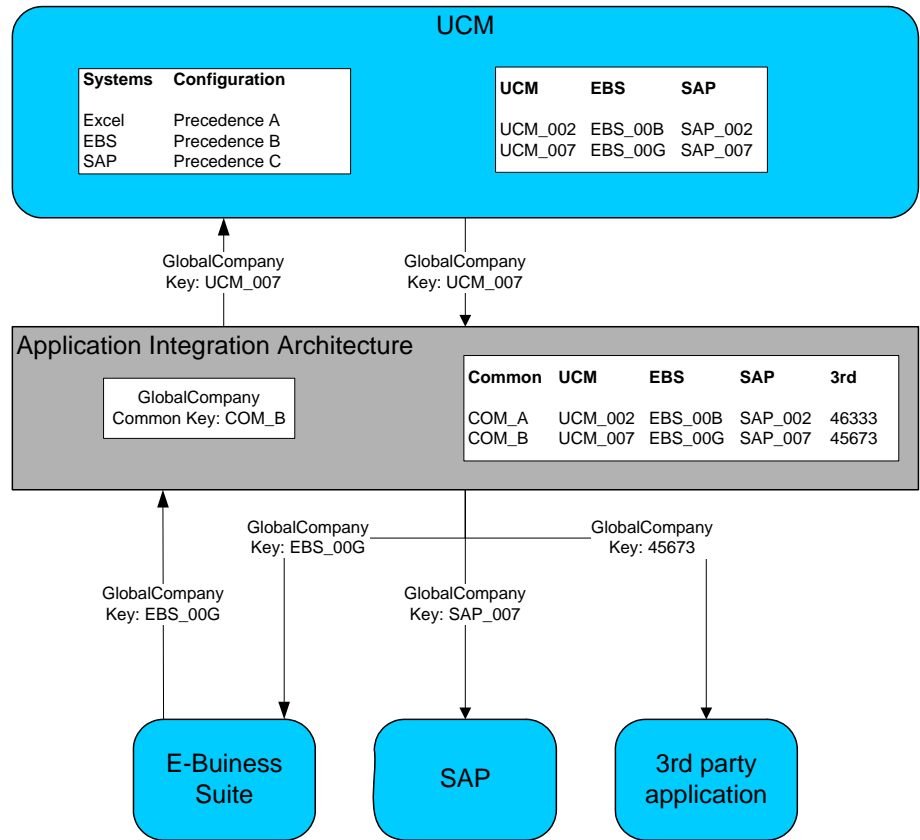 UCM
Systems Configuration
Excel Precedence A
EBS Precedence B
SAP Precedence C
UCM EBS SAP
UCM_002 EBS_00B SAP_002
UCM_007 EBS_00G SAP_007
GlobalCompany
Key: UCM_007
GlobalCompany
Key: UCM_007
Application Integration Architecture
GlobalCompany
Common Key: COM_B
Common UCM EBS SAP 3rd
COM_A UCM_002 EBS_00B SAP_002 46333
COM_B UCM_007 EBS_00G SAP_007 45673
GlobalCompany
Key: EBS_00G
GlobalCompany
Key: 45673
GlobalCompany
Key: EBS_00G
GlobalCompany
Key: SAP_007
E-Buiness
Suite
SAP
3rd party
application